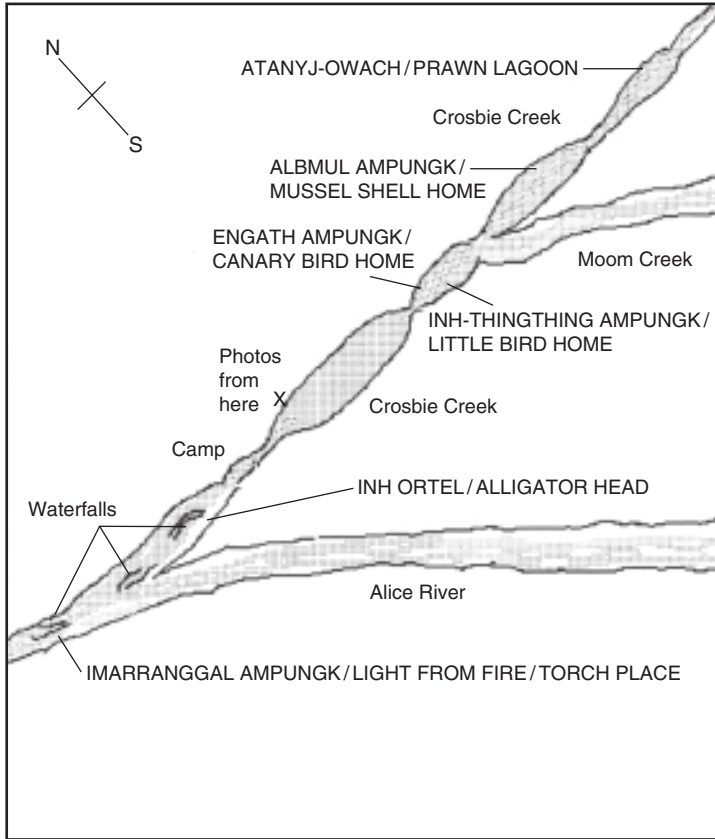 N
S
ATANYJ-OWACH/PRAWN LAGOON
Crosbie Creek
ALBMUL AMPUNGK/
MUSSEL SHELL HOME
ENGATH AMPUNGK/
CANARY BIRD HOME
Moom Creek
INH-THINGTHING AMPUNGK/
LITTLE BIRD HOME
Photos
from
here
X
Crosbie Creek
Camp
INH ORTEL/ALLIGATOR HEAD
Waterfalls
Alice River
IMARRANGGAL AMPUNGK/LIGHT FROM FIRE/TORCH PLACE